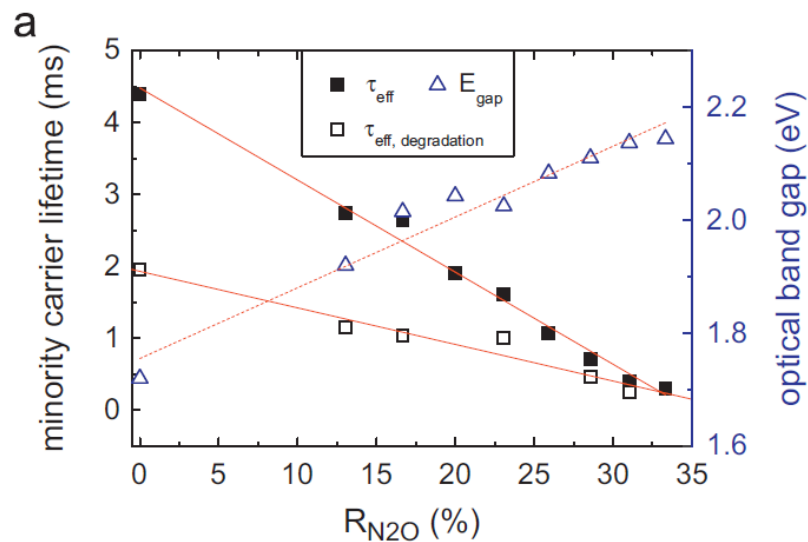 a
τeff
Egap
τeff, degradation
minority carrier lifetime (ms)
5
4
3
2
1
0
optical band gap (eV)
2.2
2.0
1.8
1.6
0
5
10
15
20
25
30
35
RN2O (%)